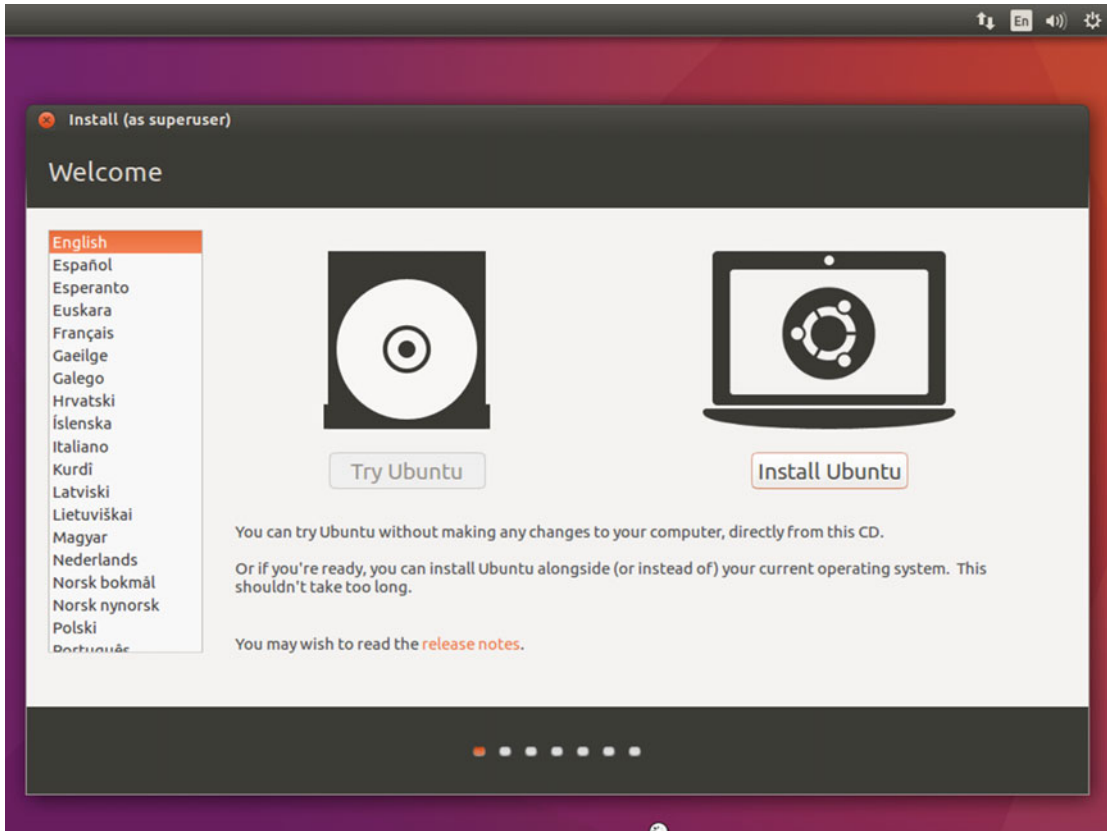 En
Install (as superuser)
Welcome
English
Español
Esperanto
Euskara
Français
Gaeilge
Galego
Hrvatski
Íslenska
Italiano
Kurdî
Latviski
Lietuviškai
Magyar
Nederlands
Norsk bokmål
Norsk nynorsk
Polski
Português
Try Ubuntu
Install Ubuntu
You can try Ubuntu without making any changes to your computer, directly from this CD.
Or if you're ready, you can install Ubuntu alongside (or instead of) your current operating system. This
shouldn't take too long.
You may wish to read the release notes.